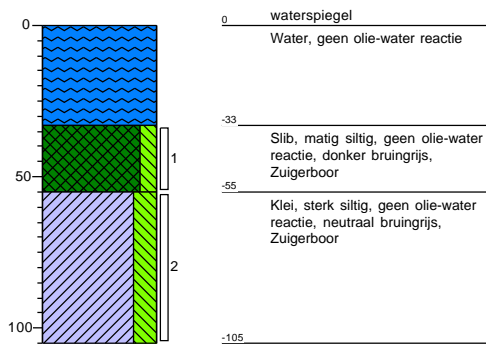 0
50
100
1
2
0 waterspiegel
Water, geen olie-water reactie
-33
Slib, matig siltig, geen olie-water
reactie, donker bruingrijs,
Zuigerboor
-55
Klei, sterk siltig, geen olie-water
reactie, neutraal bruingrijs,
Zuigerboor
-105